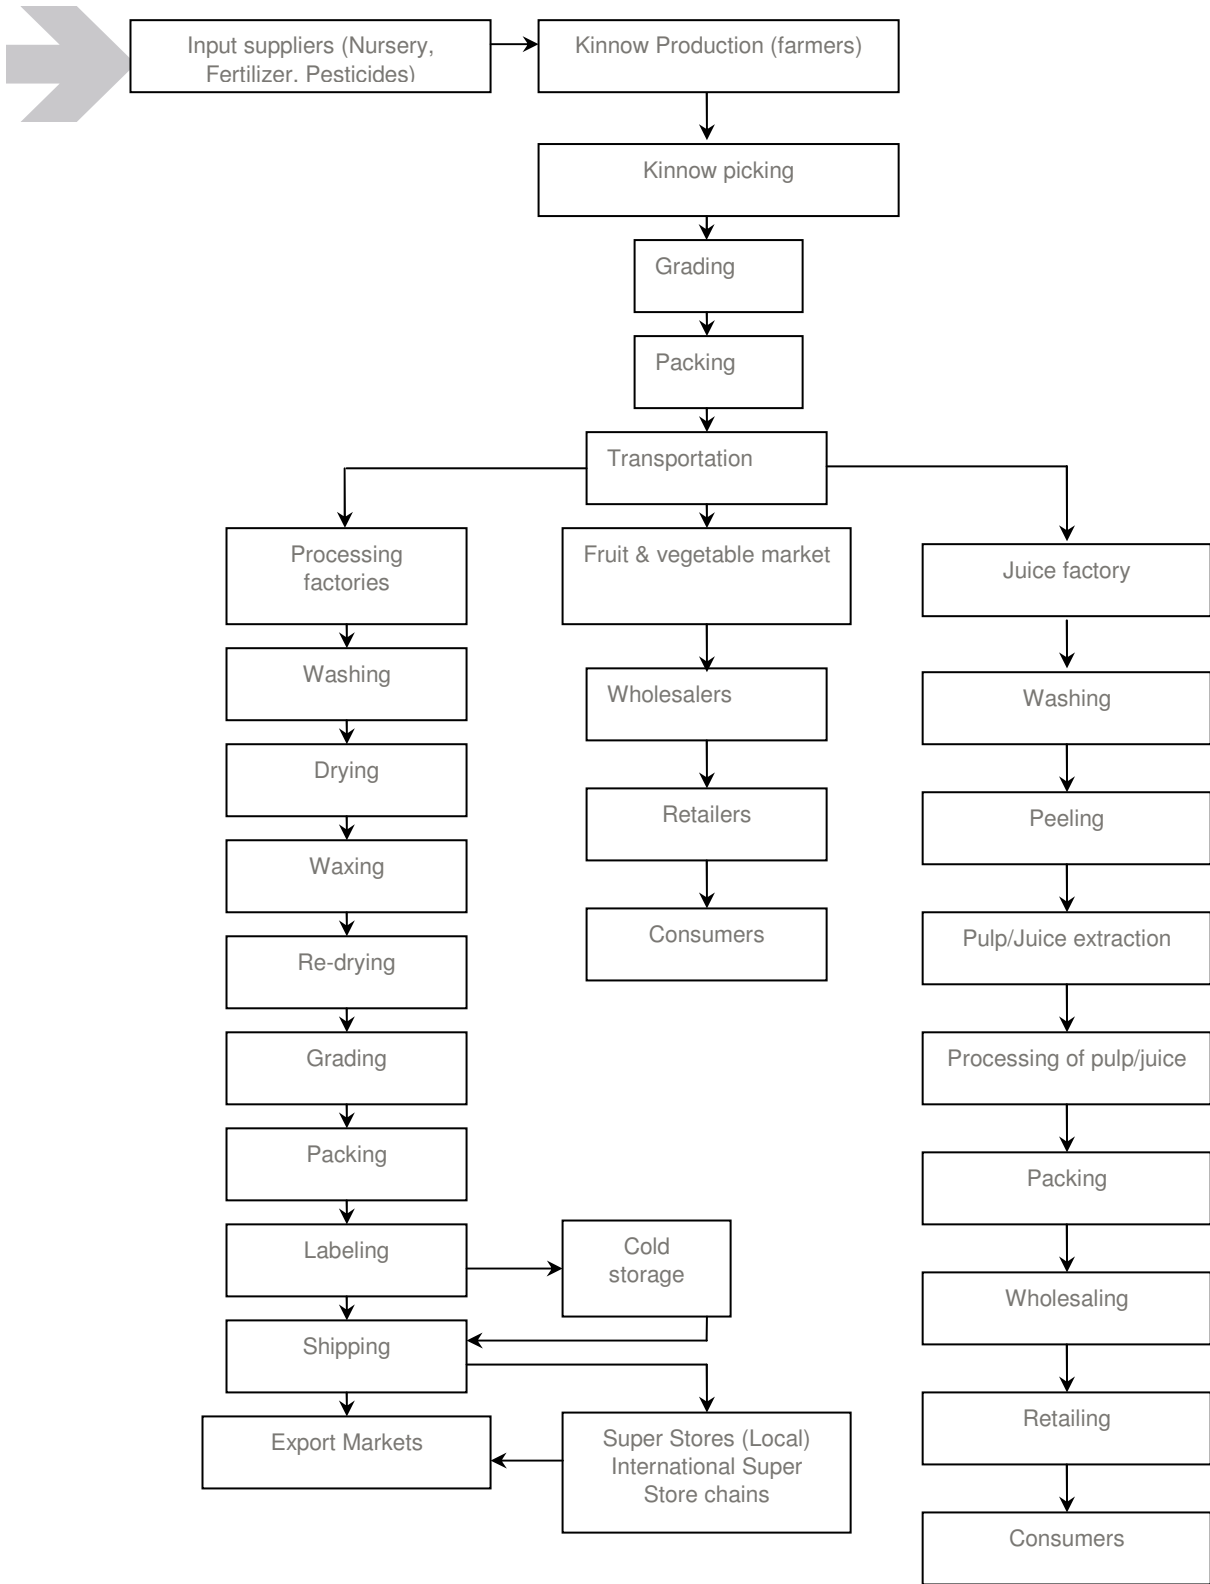 Input suppliers (Nursery,
Fertilizer. Pesticides)
Kinnow Production (farmers)
Kinnow picking
Grading
Packing
Transportation
Processing
factories
Washing
Drying
Waxing
Re-drying
Grading
Packing
Labeling
Cold
storage
Shipping
Export Markets
Super Stores (Local)
International Super
Store chains
Fruit & vegetable market
Wholesalers
Retailers
Consumers
Juice factory
Washing
Peeling
Pulp/Juice extraction
Processing of pulp/juice
Packing
Wholesaling
Retailing
Consumers